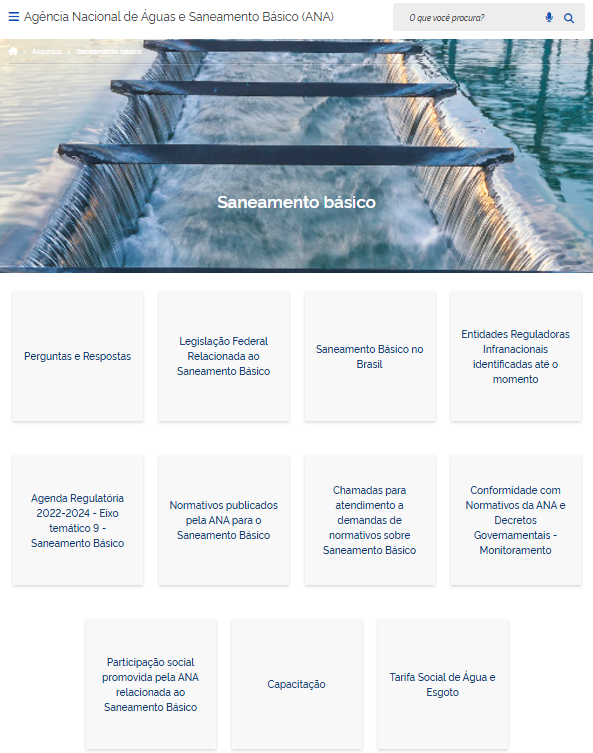 Agência Nacional de Águas e Saneamento Básico (ANA)
O que você procura?
Assuntos > Saneamento básico
Saneamento básico
Perguntas e Respostas
Legislação Federal
Relacionada ao
Saneamento Básico
Saneamento Básico no
Brasil
Entidades Reguladoras
Infranacionais
identificadas até o
momento
Agenda Regulatória
2022-2024 - Eixo
temático 9 -
Saneamento Básico
Normativos publicados
pela ANA para o
Saneamento Básico
Chamadas para
atendimento a
demandas de
normativos sobre
Saneamento Básico
Conformidade com
Normativos da ANA e
Decretos
Governamentais -
Monitoramento
Participação social
promovida pela ANA
relacionada ao
Saneamento Básico
Capacitação
Tarifa Social de Água e
Esgoto